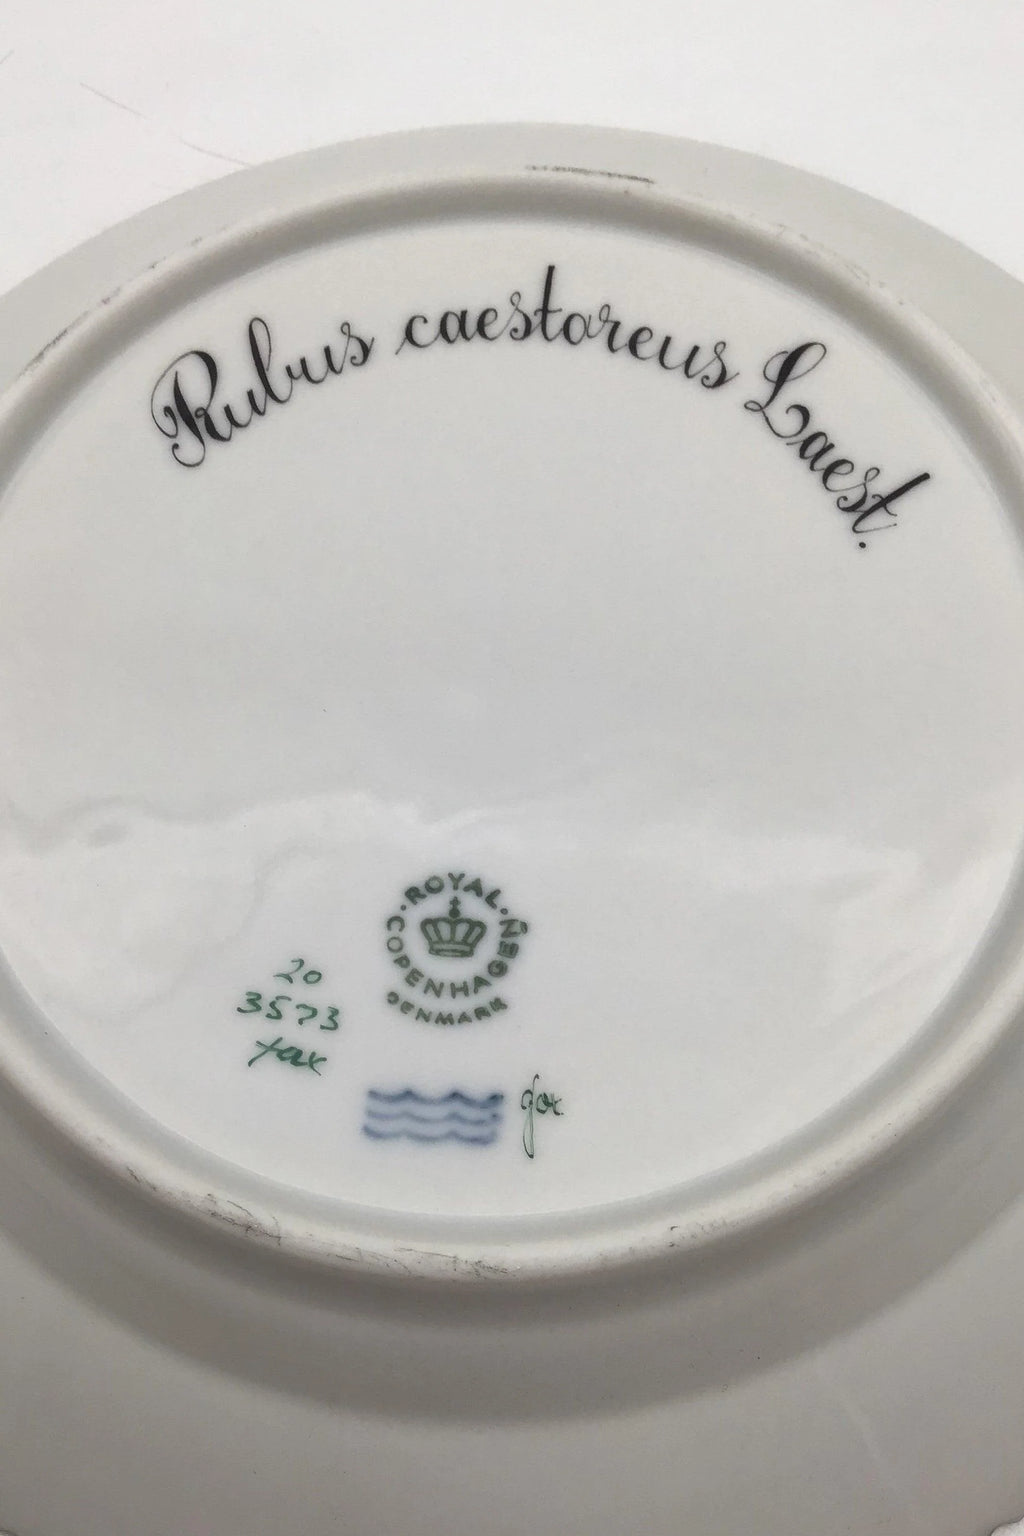 Rubus caestoreus Laest.
ROYAL COPENHAGEN
DENMARK
20
3573